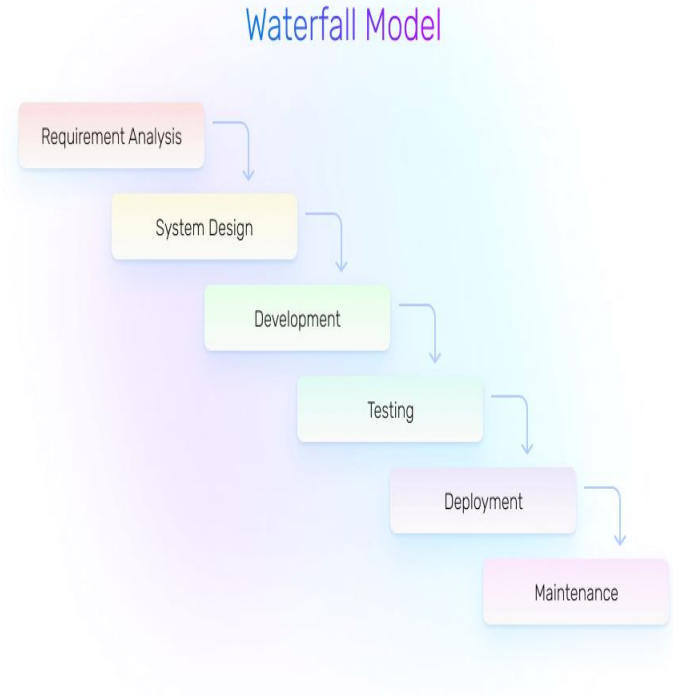 Waterfall Model
Requirement Analysis
System Design
Development
Testing
Deployment
Maintenance